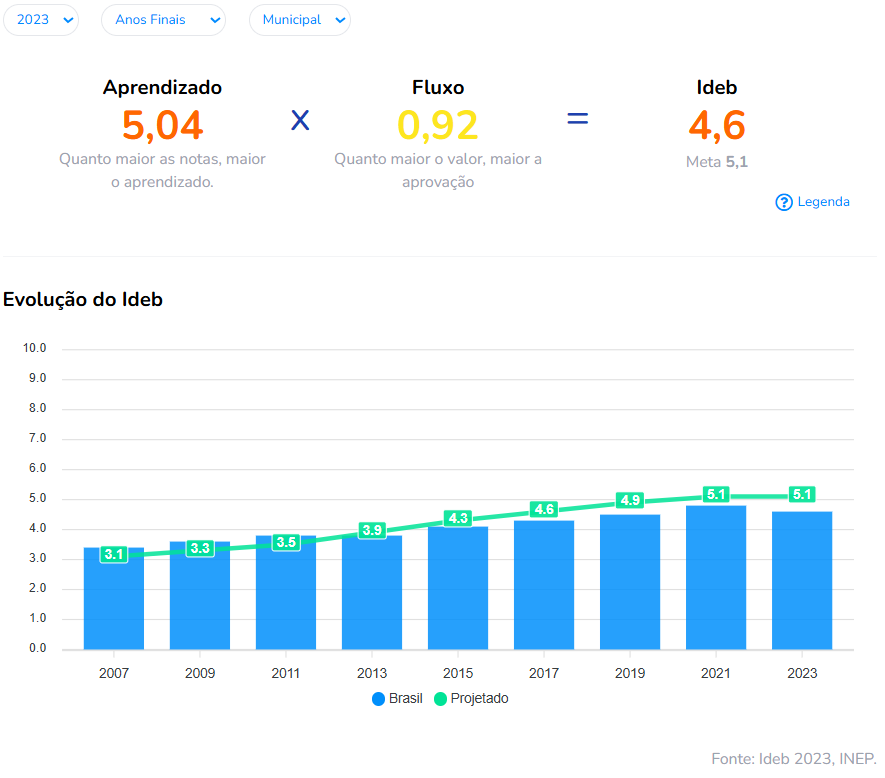 2023 Anos Finais Municipal
Aprendizado Fluxo Ideb
5,04 X 0,92 = 4,6
Quanto maior as notas, maior Quanto maior o valor, maior a Meta 5,1
o aprendizado. aprovação
? Legenda
Evolução do Ideb
10.0
9.0
8.0
7.0
6.0
5.0
4.0
3.0
2.0
1.0
0.0
3.1 3.3 3.5 3.9 4.3 4.6 4.9 5.1 5.1
2007 2009 2011 2013 2015 2017 2019 2021 2023
Brasil Projetado
Fonte: Ideb 2023, INEP.